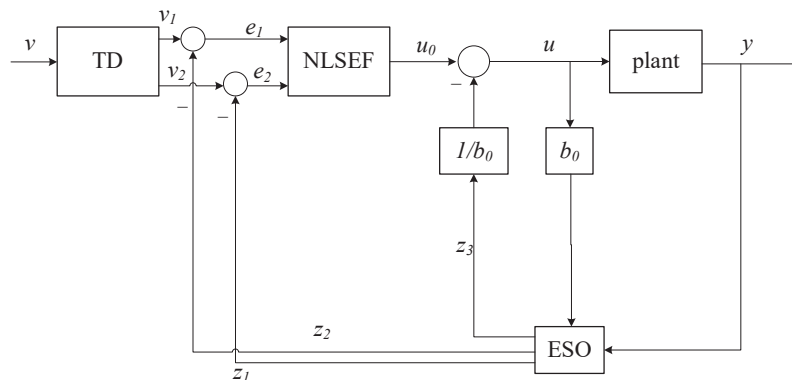 v
TD
v₁
v₂
e₁
e₂
NLSEF
u₀
u
plant
y
−
−
−
1/b₀
b₀
z₃
z₂
z₁
ESO